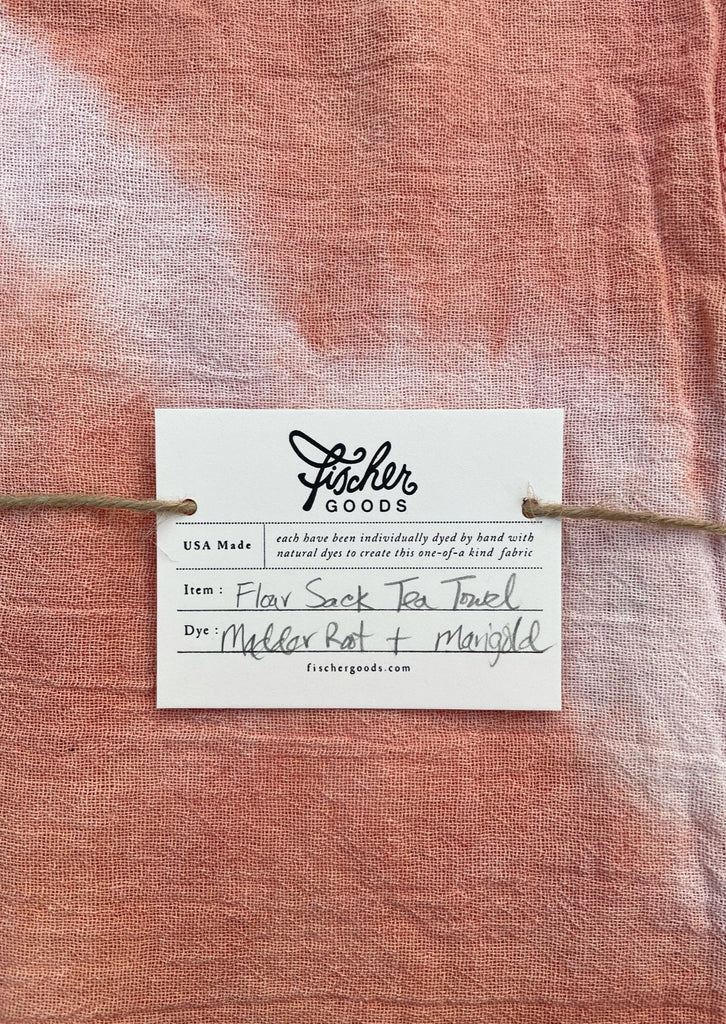 Fischer
GOODS
USA Made
each have been individually dyed by hand with
natural dyes to create this one-of-a kind fabric
Item : Flour Sack Tea Towel
Dye : Madder Root + Marigold
fischergoods.com